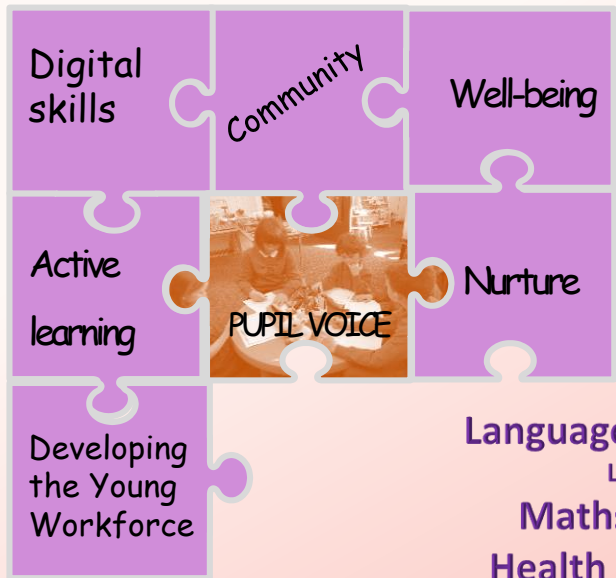 Digital
skills
Community
Well-being
Active
learning
PUPIL VOICE
Nurture
Developing
the Young
Workforce
Language
L
Maths
Health